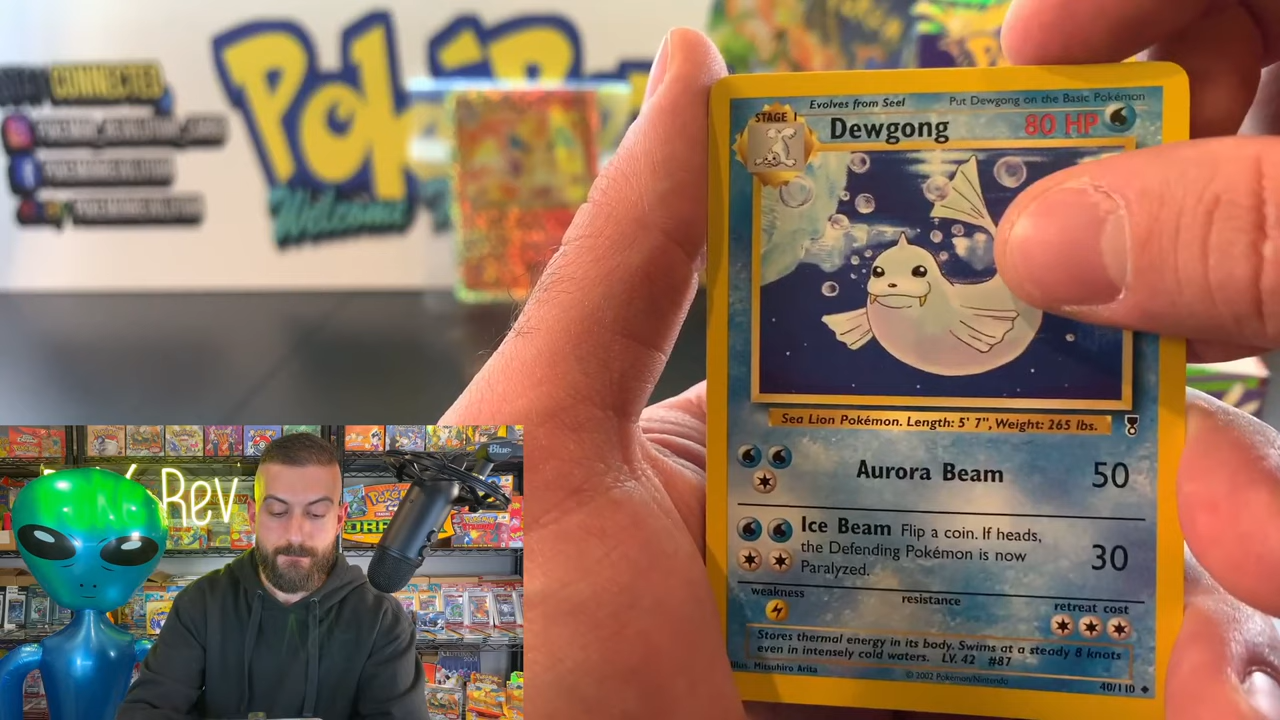 CONNECTED
Poké
Welcome
Rev
Blue
Evolves from Seel
Put Dewgong on the Basic Pokémon
STAGE 1
Dewgong
80 HP
Sea Lion Pokémon. Length: 5' 7", Weight: 265 lbs.
Aurora Beam 50
Ice Beam Flip a coin. If heads,
the Defending Pokémon is now
Paralyzed.
30
weakness
resistance
retreat cost
Stores thermal energy in its body. Swims at a steady 8 knots
even in intensely cold waters. LV. 42 #87
Illus. Mitsuhiro Arita
© 2002 Pokémon/Nintendo
40/110